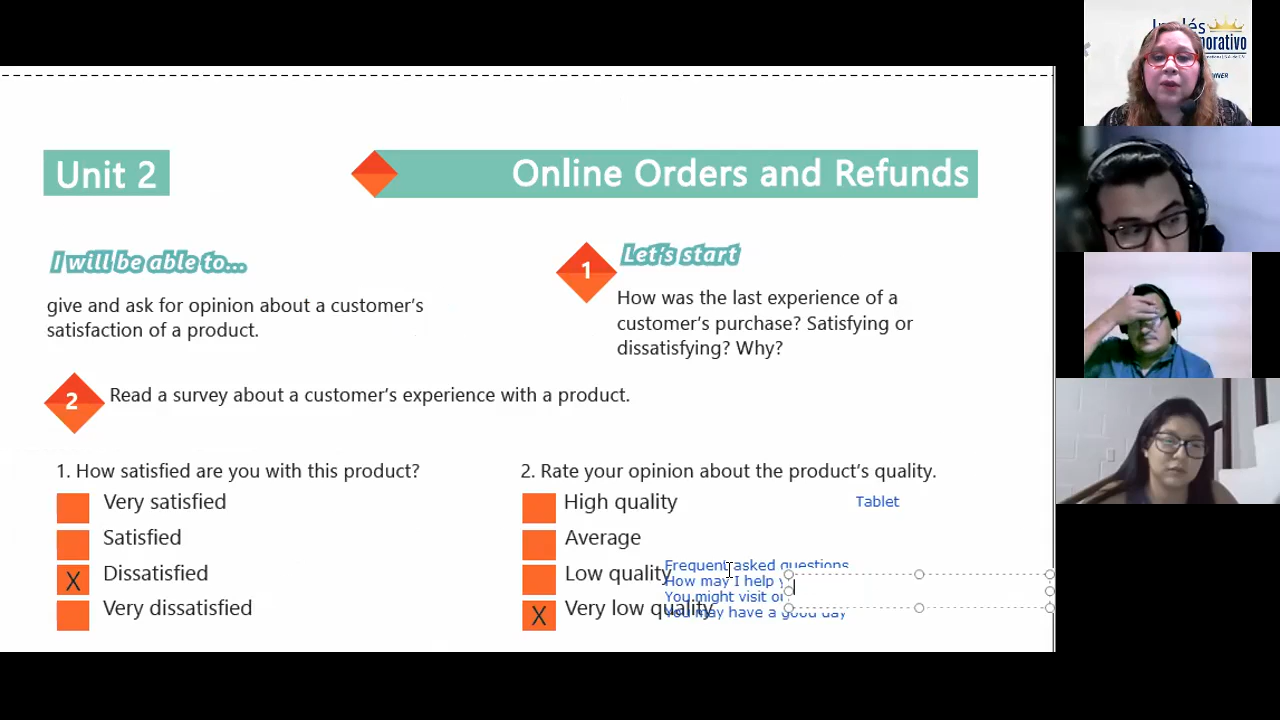 Unit 2
Online Orders and Refunds
I will be able to...
give and ask for opinion about a customer's
satisfaction of a product.
1
Let's start
How was the last experience of a
customer's purchase? Satisfying or
dissatisfying? Why?
2
Read a survey about a customer's experience with a product.
1. How satisfied are you with this product?
Very satisfied
Satisfied
X Dissatisfied
Very dissatisfied
2. Rate your opinion about the product's quality.
High quality
Average
Low quality
X Very low quality
Tablet
Frequent asked questions
How may I help
You might visit
You may have a good day